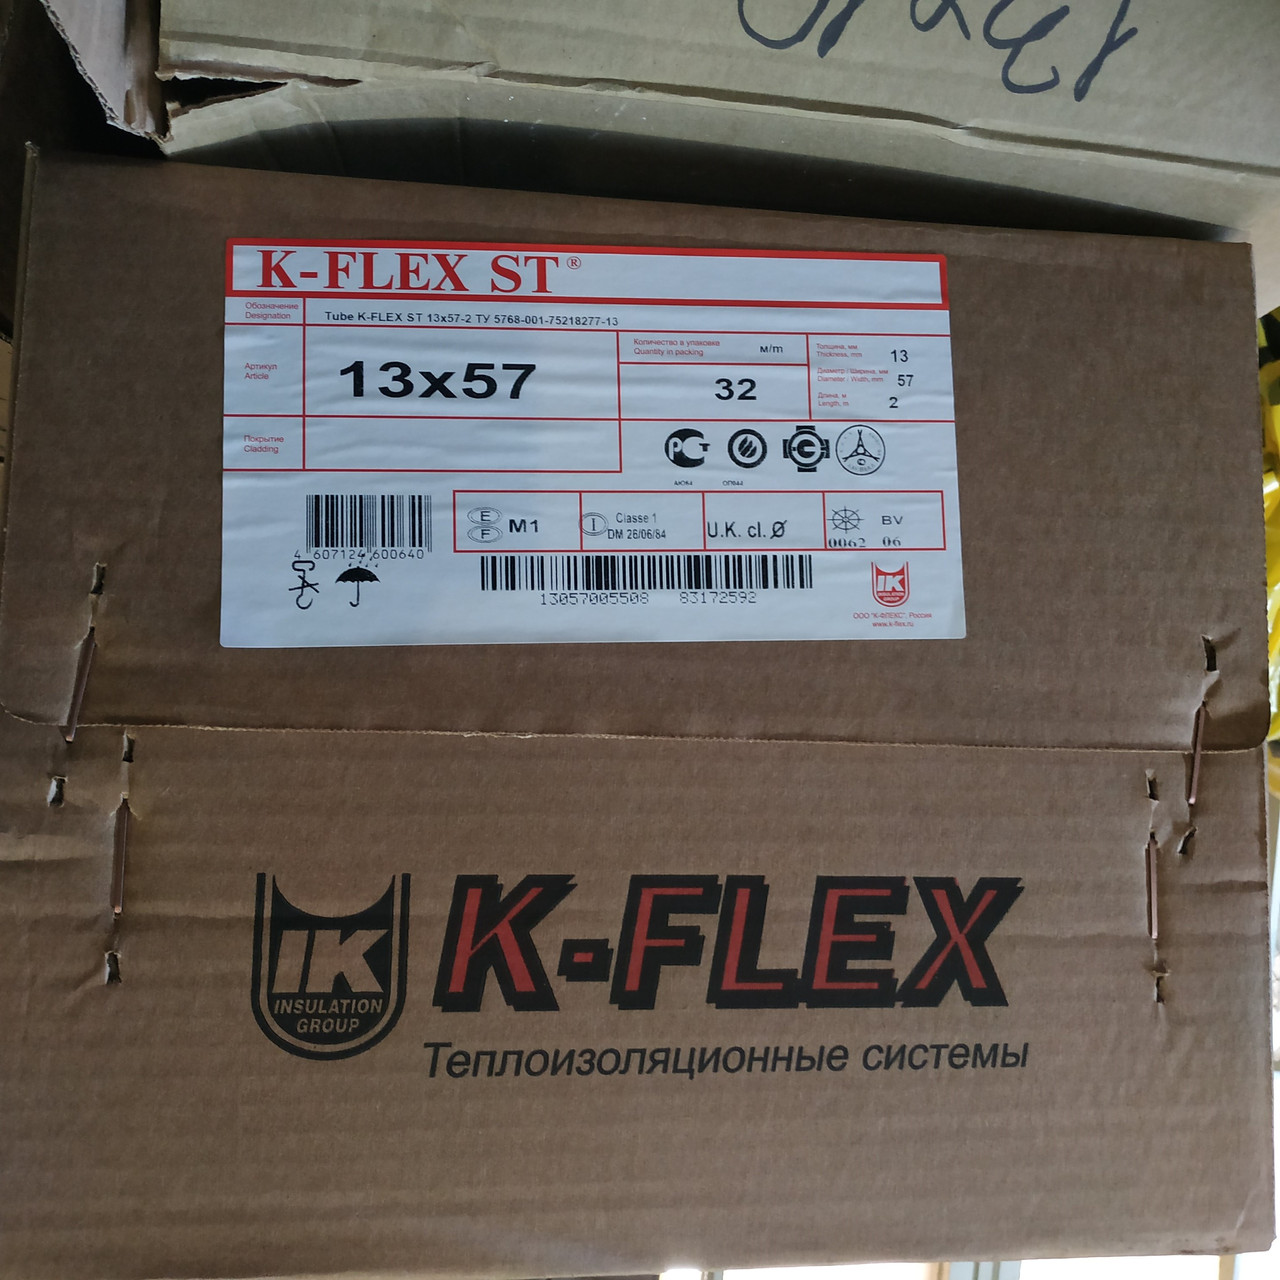 K-FLEX ST®
Обозначение
Designation
Tube K-FLEX ST 13x57-2 ТУ 5768-001-75218277-13
Артикул
Article
13x57
Количество в упаковке
Quantity in packing
м/m
32
Толщина, мм
Thickness, mm
13
Диаметр / Ширина, мм
Diameter / Width, mm
57
Длина, м
Length, m
2
Покрытие
Cladding
E
F
M1
I
Classe 1
DM 26/06/84
U.K. cl. Ø
0062
BV
06
4 607124 600640
13057005508 83172592
IK
INSULATION
GROUP
ООО "К-ФЛЕКС", Россия
www.k-flex.ru
IK
INSULATION
GROUP
K-FLEX
Теплоизоляционные системы